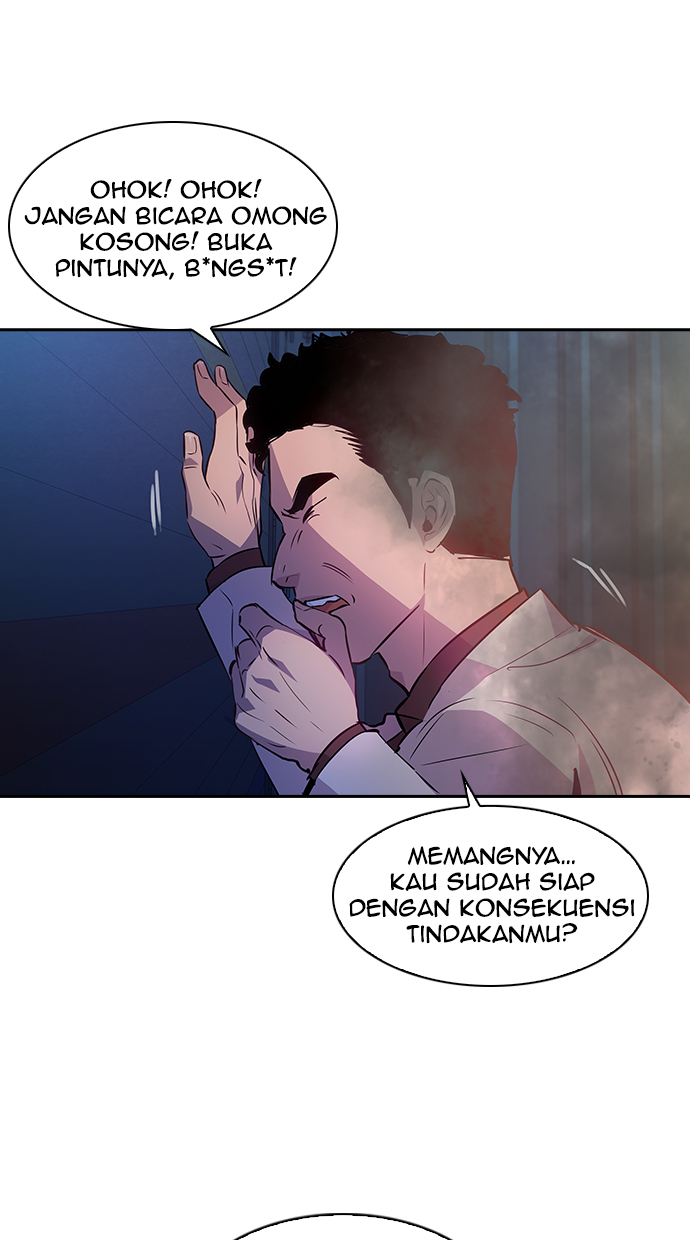 OHOK! OHOK!
JANGAN BICARA OMONG
KOSONG! BUKA
PINTUNYA, B*NGS*T!
MEMANGNYA...
KAU SUDAH SIAP
DENGAN KONSEKUENSI
TINDAKANMU?